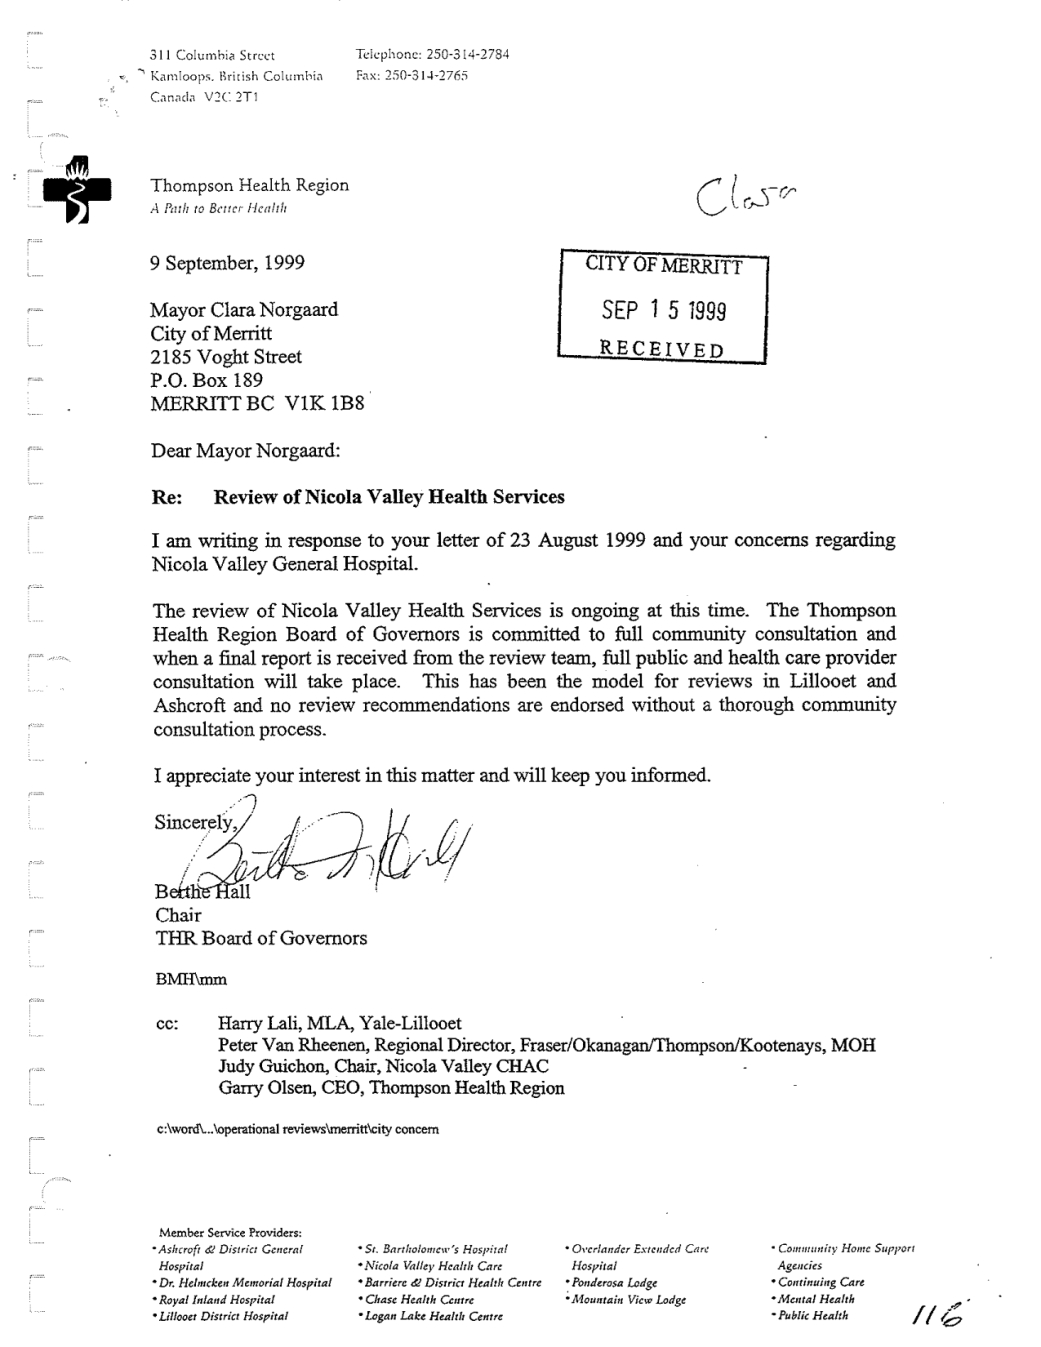 311 Columbia Street
Kamloops, British Columbia
Canada V2C 2T1
Telephone: 250-314-2784
Fax: 250-314-2765
Thompson Health Region
A Path to Better Health
Clara
9 September, 1999
CITY OF MERRITT
SEP 15 1999
RECEIVED
Mayor Clara Norgaard
City of Merritt
2185 Voght Street
P.O. Box 189
MERRITT BC V1K 1B8
Dear Mayor Norgaard:
Re: Review of Nicola Valley Health Services
I am writing in response to your letter of 23 August 1999 and your concerns regarding
Nicola Valley General Hospital.
The review of Nicola Valley Health Services is ongoing at this time. The Thompson
Health Region Board of Governors is committed to full community consultation and
when a final report is received from the review team, full public and health care provider
consultation will take place. This has been the model for reviews in Lillooet and
Ashcroft and no review recommendations are endorsed without a thorough community
consultation process.
I appreciate your interest in this matter and will keep you informed.
Sincerely,
Berthe Hall
Chair
THR Board of Governors
BMH\mm
cc: Harry Lali, MLA, Yale-Lillooet
Peter Van Rheenen, Regional Director, Fraser/Okanagan/Thompson/Kootenays, MOH
Judy Guichon, Chair, Nicola Valley CHAC
Garry Olsen, CEO, Thompson Health Region
c:\word\...\operational reviews\merritt\city concern
Member Service Providers:
• Ashcroft & District General
Hospital
• Dr. Helmcken Memorial Hospital
• Royal Inland Hospital
• Lillooet District Hospital
• St. Bartholomew's Hospital
• Nicola Valley Health Care
• Barriere & District Health Centre
• Chase Health Centre
• Logan Lake Health Centre
• Overlander Extended Care
Hospital
• Ponderosa Lodge
• Mountain View Lodge
• Community Home Support
Agencies
• Continuing Care
• Mental Health
• Public Health
116